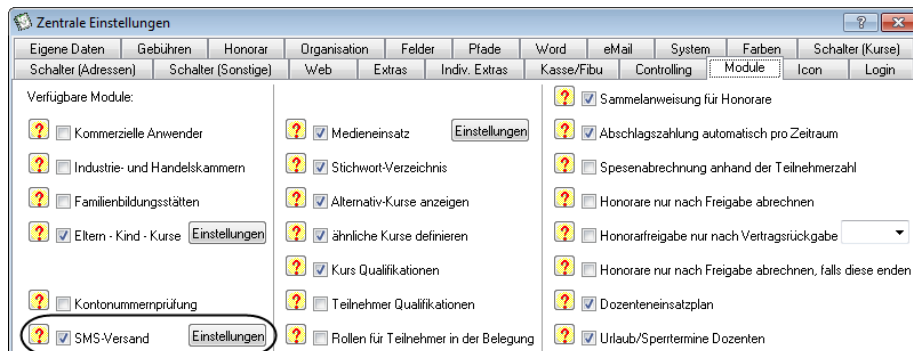 Zentrale Einstellungen
Eigene Daten Gebühren Honorar Organisation Felder Pfade Word eMail System Farben Schalter (Kurse)
Schalter (Adressen) Schalter (Sonstige) Web Extras Indiv. Extras Kasse/Fibu Controlling Module Icon Login
Verfügbare Module:
Kommerzielle Anwender
Industrie- und Handelskammern
Familienbildungsstätten
Eltern - Kind - Kurse Einstellungen
Kontonummernprüfung
SMS-Versand Einstellungen
Medieneinsatz Einstellungen
Stichwort-Verzeichnis
Alternativ-Kurse anzeigen
ähnliche Kurse definieren
Kurs Qualifikationen
Teilnehmer Qualifikationen
Rollen für Teilnehmer in der Belegung
Sammelanweisung für Honorare
Abschlagszahlung automatisch pro Zeitraum
Spesenabrechnung anhand der Teilnehmerzahl
Honorare nur nach Freigabe abrechnen
Honorarfreigabe nur nach Vertragsrückgabe
Honorare nur nach Freigabe abrechnen, falls diese enden
Dozenteneinsatzplan
Urlaub/Sperrtermine Dozenten